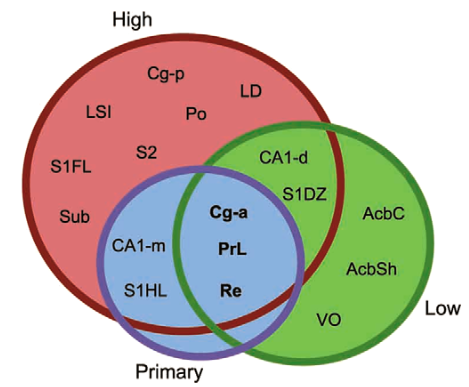 High
Cg-p
LD
LSI
Po
S2
CA1-d
S1FL
S1DZ
Sub
Cg-a
AcbC
CA1-m
PrL
AcbSh
S1HL
Re
VO
Low
Primary